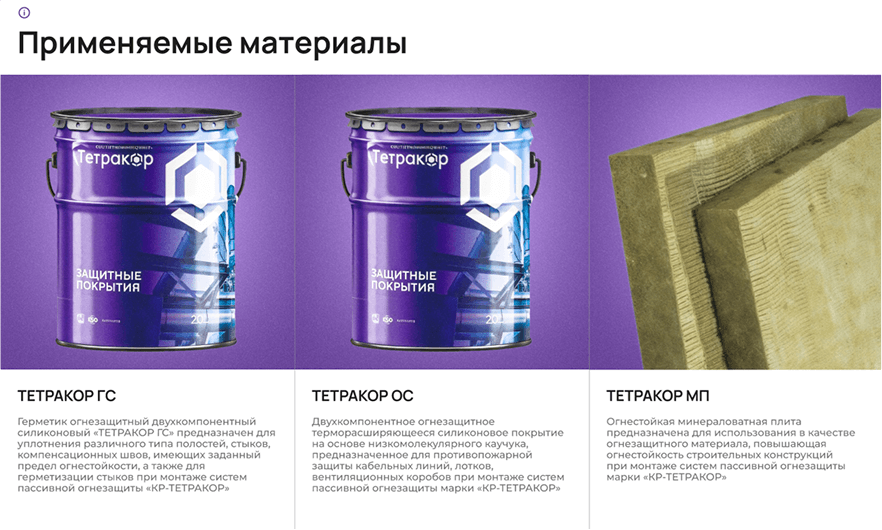 Применяемые материалы
Тетракор
ЗАЩИТНЫЕ
ПОКРЫТИЯ
20
Тетракор
ЗАЩИТНЫЕ
ПОКРЫТИЯ
20
ТЕТРАКОР ГС
Герметик огнезащитный двухкомпонентный
силиконовый «ТЕТРАКОР ГС» предназначен для
уплотнения различного типа полостей, стыков,
компенсационных швов, имеющих заданный
предел огнестойкости, а также для
герметизации стыков при монтаже систем
пассивной огнезащиты «КР-ТЕТРАКОР»
ТЕТРАКОР ОС
Двухкомпонентное огнезащитное
терморасширяющееся силиконовое покрытие
на основе низкомолекулярного каучука,
предназначенное для противопожарной
защиты кабельных линий, лотков,
вентиляционных коробов при монтаже систем
пассивной огнезащиты марки «КР-ТЕТРАКОР»
ТЕТРАКОР МП
Огнестойкая минераловатная плита
предназначена для использования в качестве
огнезащитного материала, повышающая
огнестойкость строительных конструкций
при монтаже систем пассивной огнезащиты
марки «КР-ТЕТРАКОР»